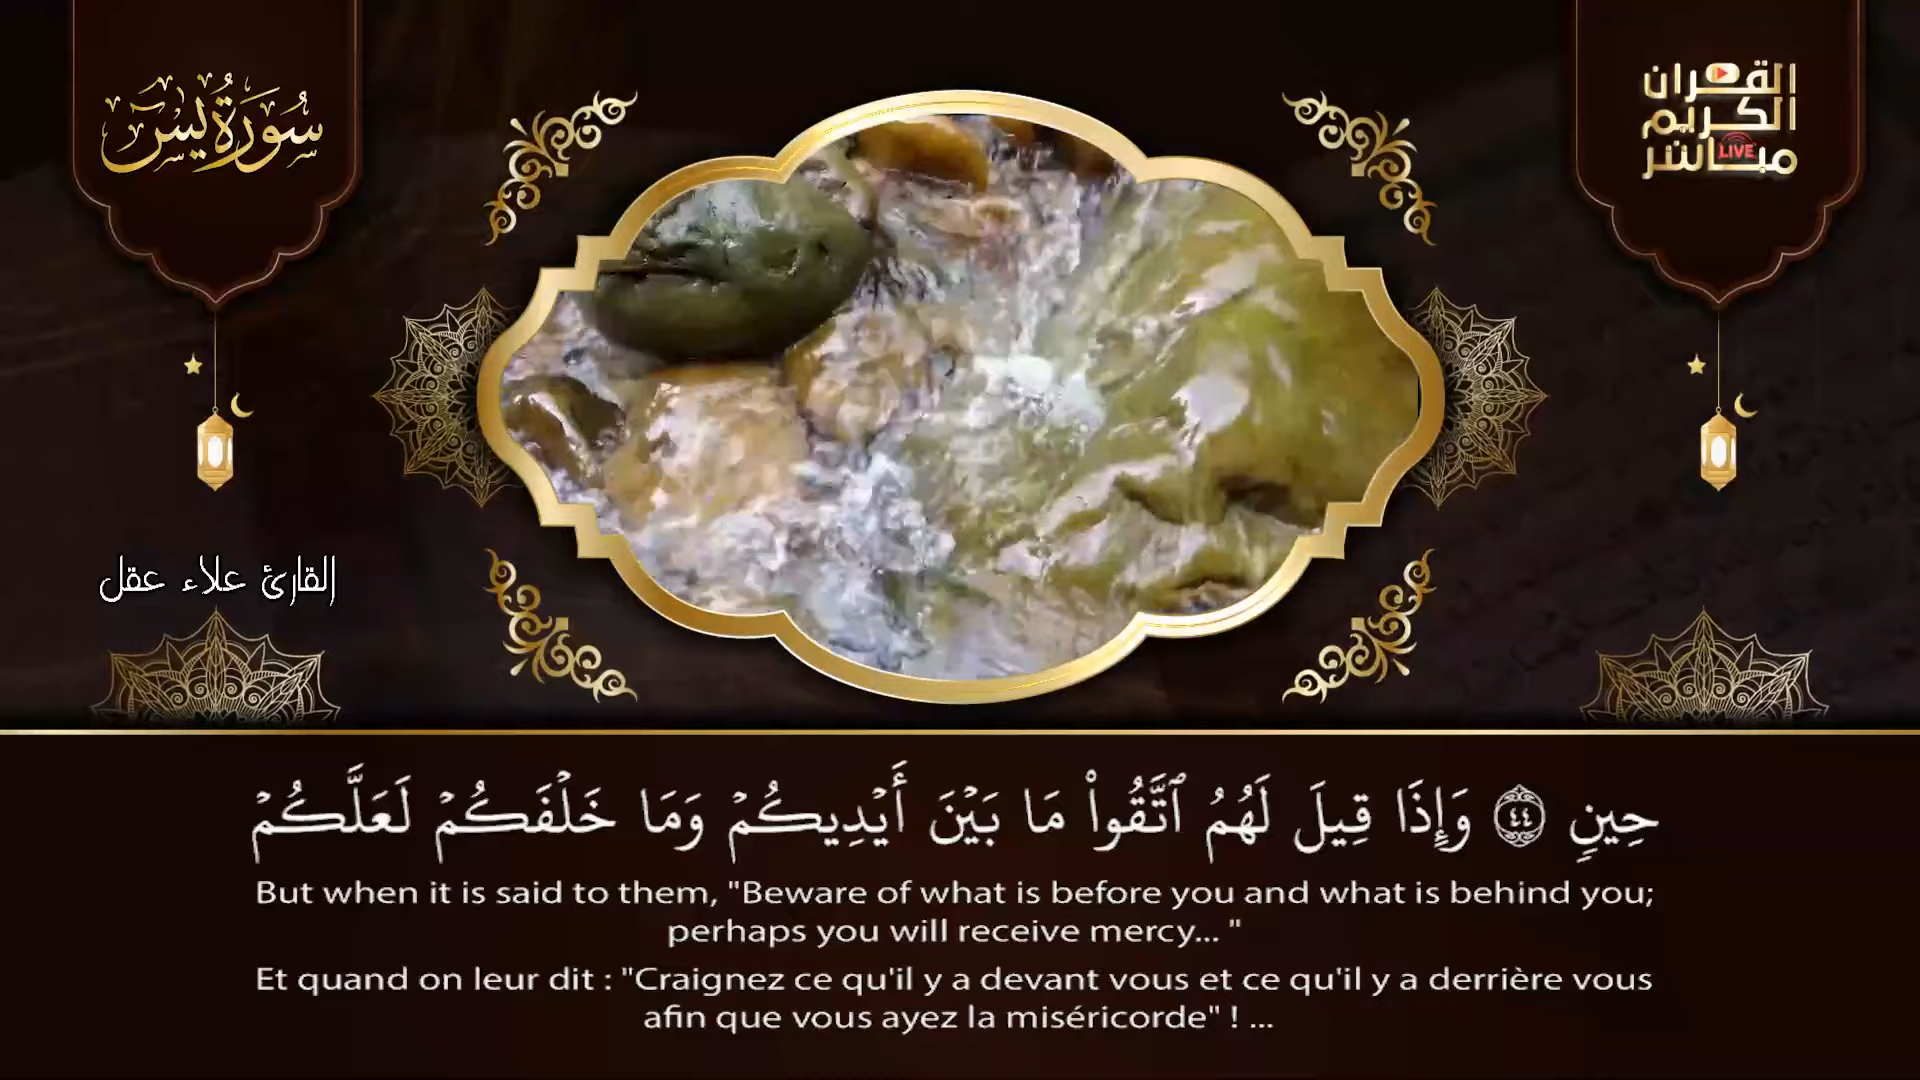 سُورَةُ يسٓ
القرآن
الكريم
مباشر
LIVE
القارئ علاء عقل
حِينٖ ٤٤ وَإِذَا قِيلَ لَهُمُ ٱتَّقُواْ مَا بَيۡنَ أَيۡدِيكُمۡ وَمَا خَلۡفَكُمۡ لَعَلَّكُمۡ
But when it is said to them, "Beware of what is before you and what is behind you;
perhaps you will receive mercy... "
Et quand on leur dit : "Craignez ce qu'il y a devant vous et ce qu'il y a derrière vous
afin que vous ayez la miséricorde" ! ...